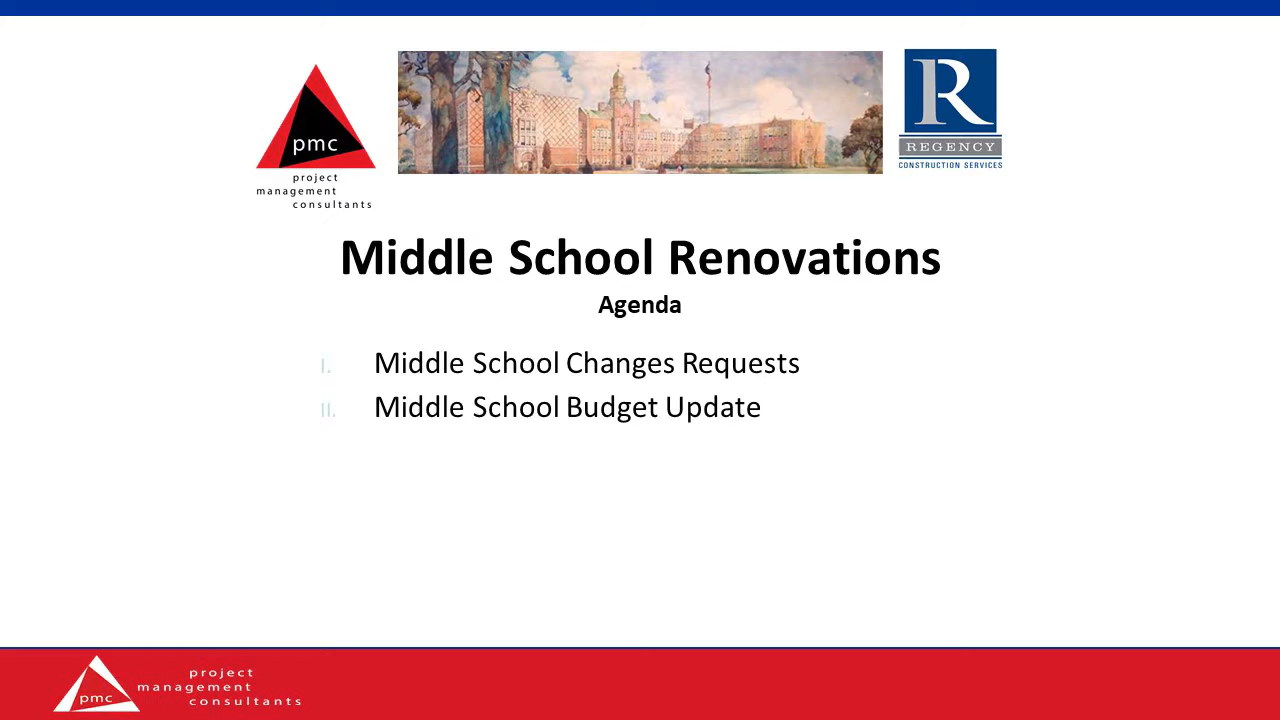 pmc
project
management
consultants
R
REGENCY
CONSTRUCTION SERVICES
Middle School Renovations
Agenda
I. Middle School Changes Requests
II. Middle School Budget Update
pmc
project
management
consultants